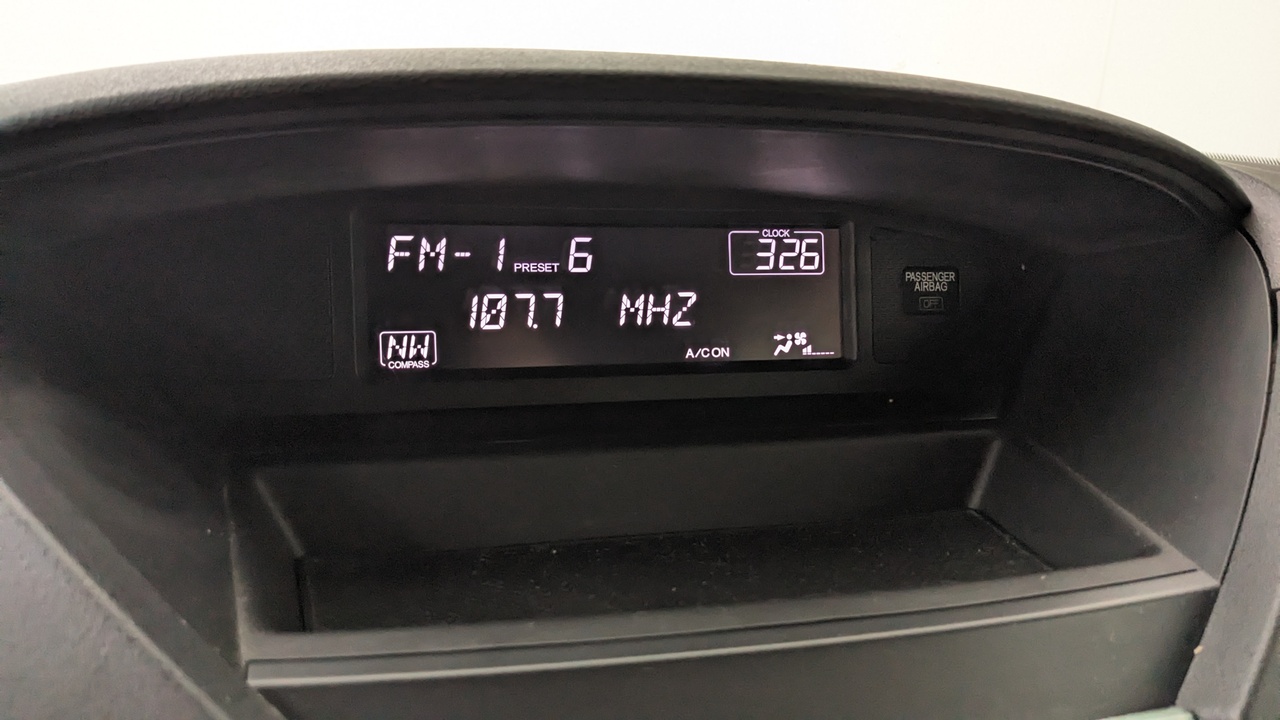 FM-1 PRESET 6
CLOCK
326
107.7 MHZ
NW
COMPASS
A/C ON
PASSENGER
AIRBAG
OFF